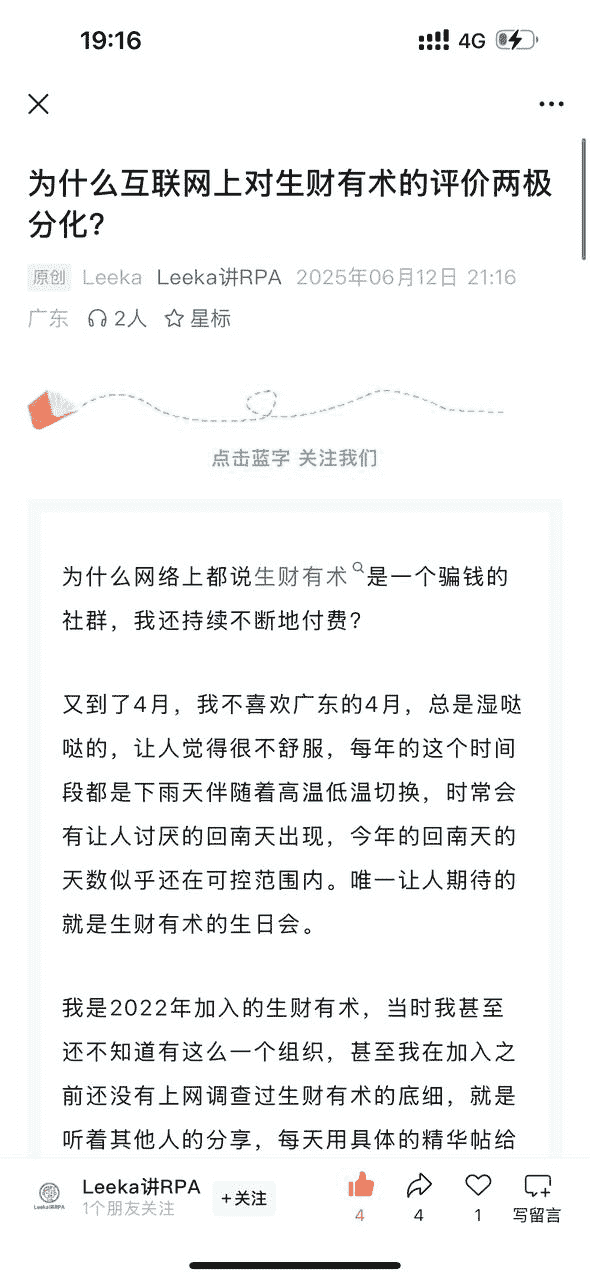 19:16
4G
为什么互联网上对生财有术的评价两极
分化？
原创 Leeka Leeka讲RPA 2025年06月12日 21:16
广东 2人 星标
点击蓝字 关注我们
为什么网络上都说生财有术是一个骗钱的
社群，我还持续不断地付费？
又到了4月，我不喜欢广东的4月，总是湿哒
哒的，让人觉得很不舒服，每年的这个时间
段都是下雨天伴随着高温低温切换，时常会
有让人讨厌的回南天出现，今年的回南天的
天数似乎还在可控范围内。唯一让人期待的
就是生财有术的生日会。
我是2022年加入的生财有术，当时我甚至
还不知道有这么一个组织，甚至我在加入之
前还没有上网调查过生财有术的底细，就是
听着其他人的分享，每天用具体的精华帖给
Leeka讲RPA
Leeka讲RPA
1个朋友关注
+关注
4
4
1
写留言